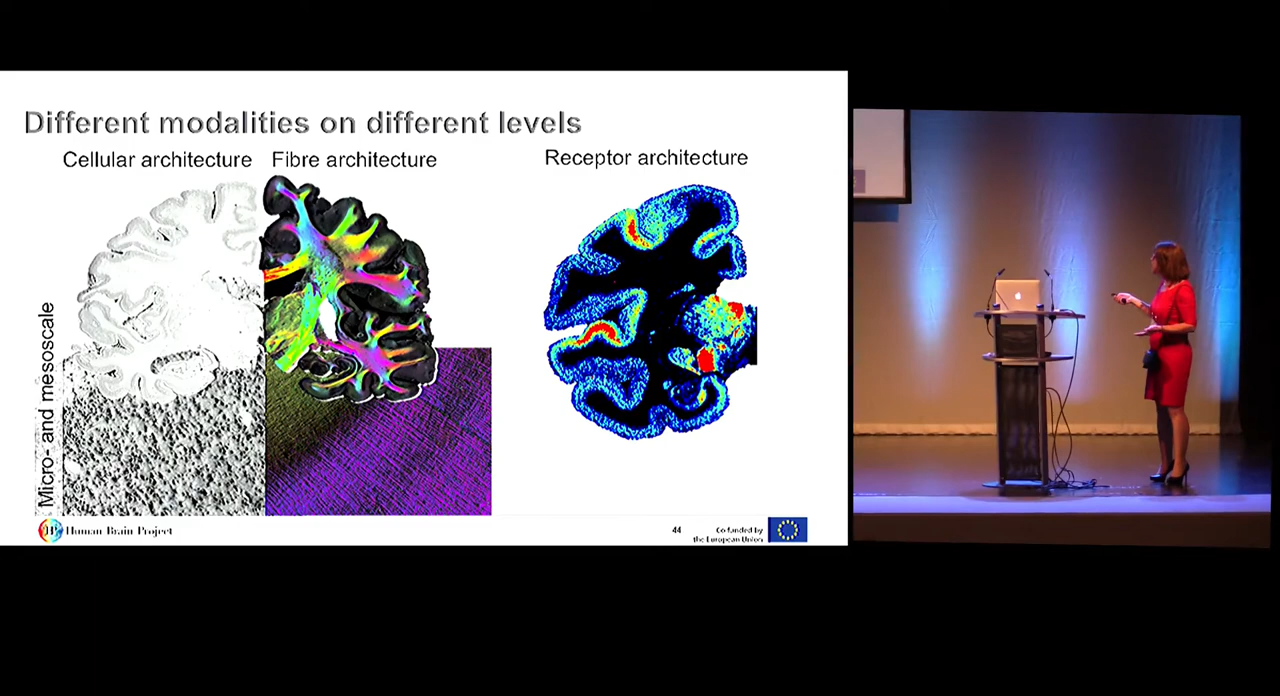 Different modalities on different levels
Cellular architecture
Fibre architecture
Receptor architecture
Micro- and mesoscale
Human Brain Project
44
Co funded by
the European Union